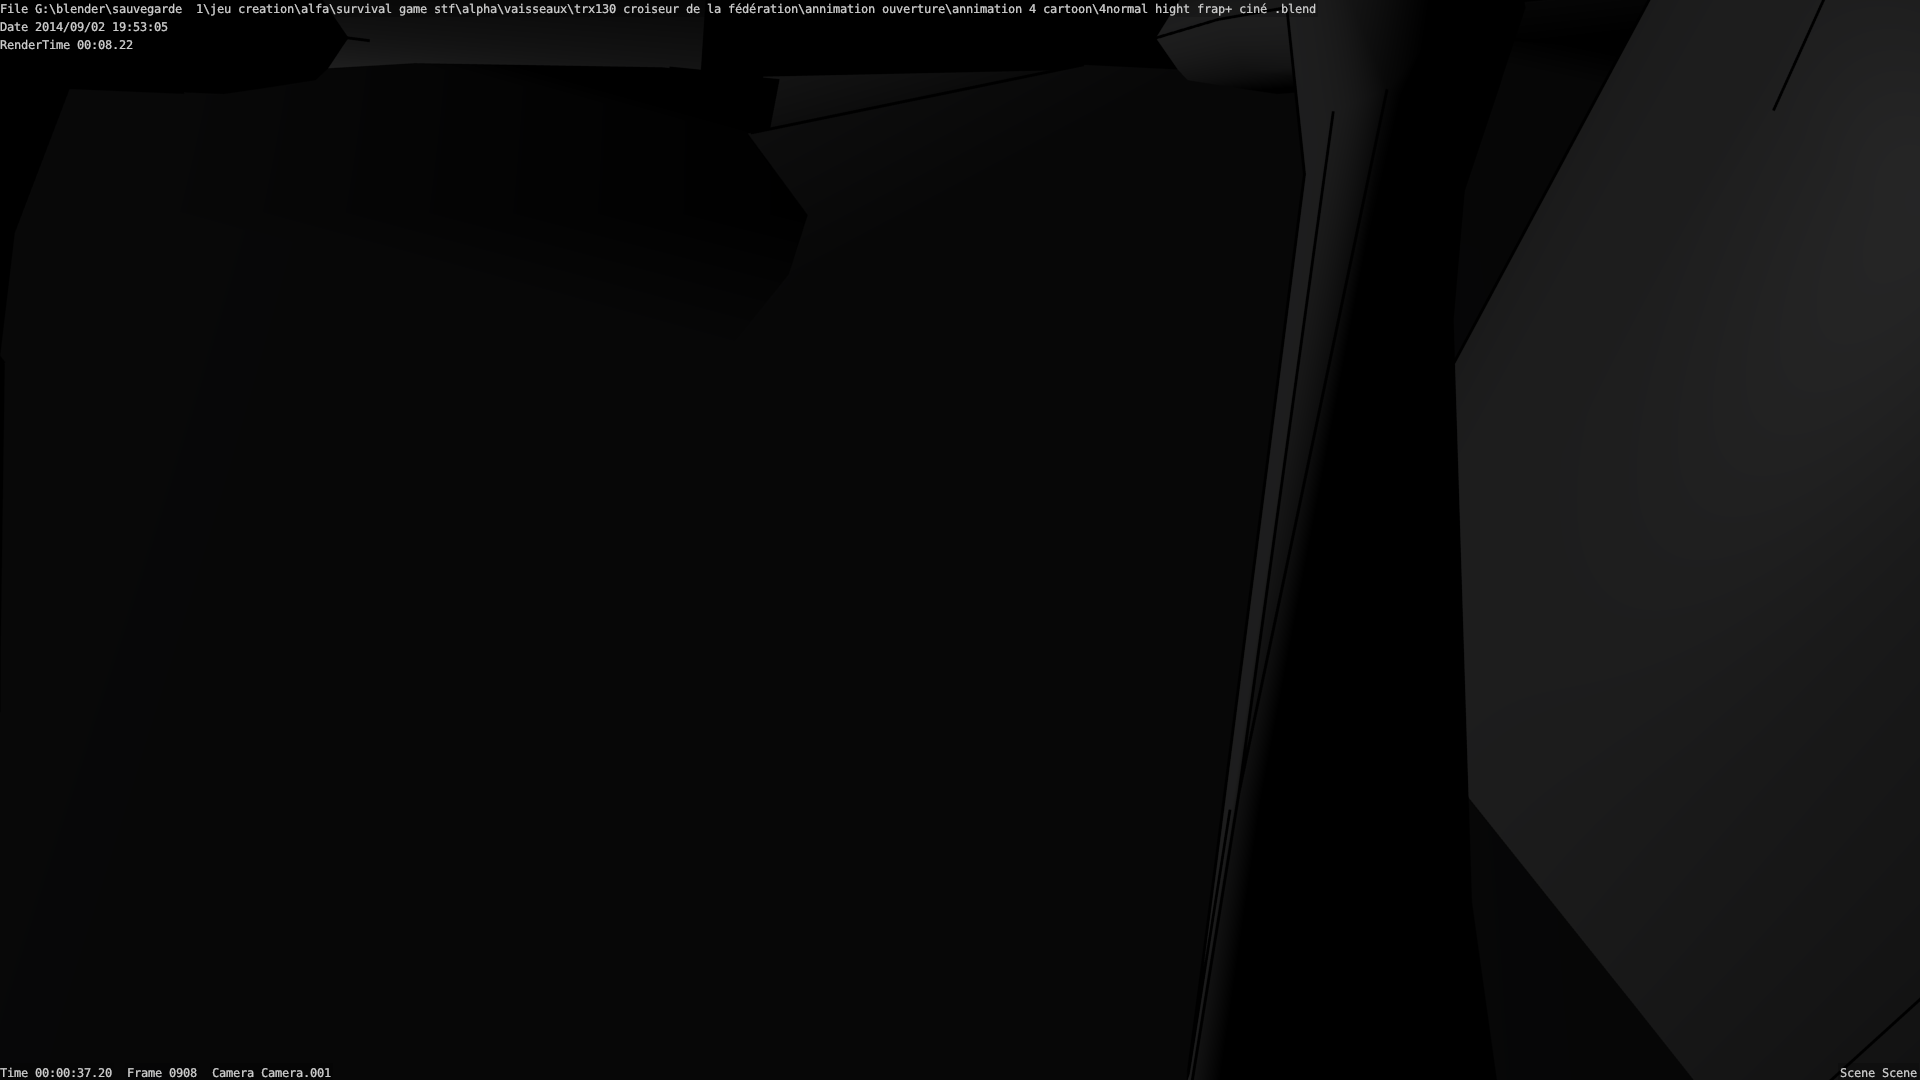 File G:\blender\sauvegarde  1\jeu creation\alfa\survival game stf\alpha\vaisseaux\trx130 croiseur de la fédération\annimation ouverture\annimation 4 cartoon\4normal hight frap+ ciné .blend
Date 2014/09/02 19:53:05
RenderTime 00:08.22
Time 00:00:37.20  Frame 0908  Camera Camera.001
Scene Scene